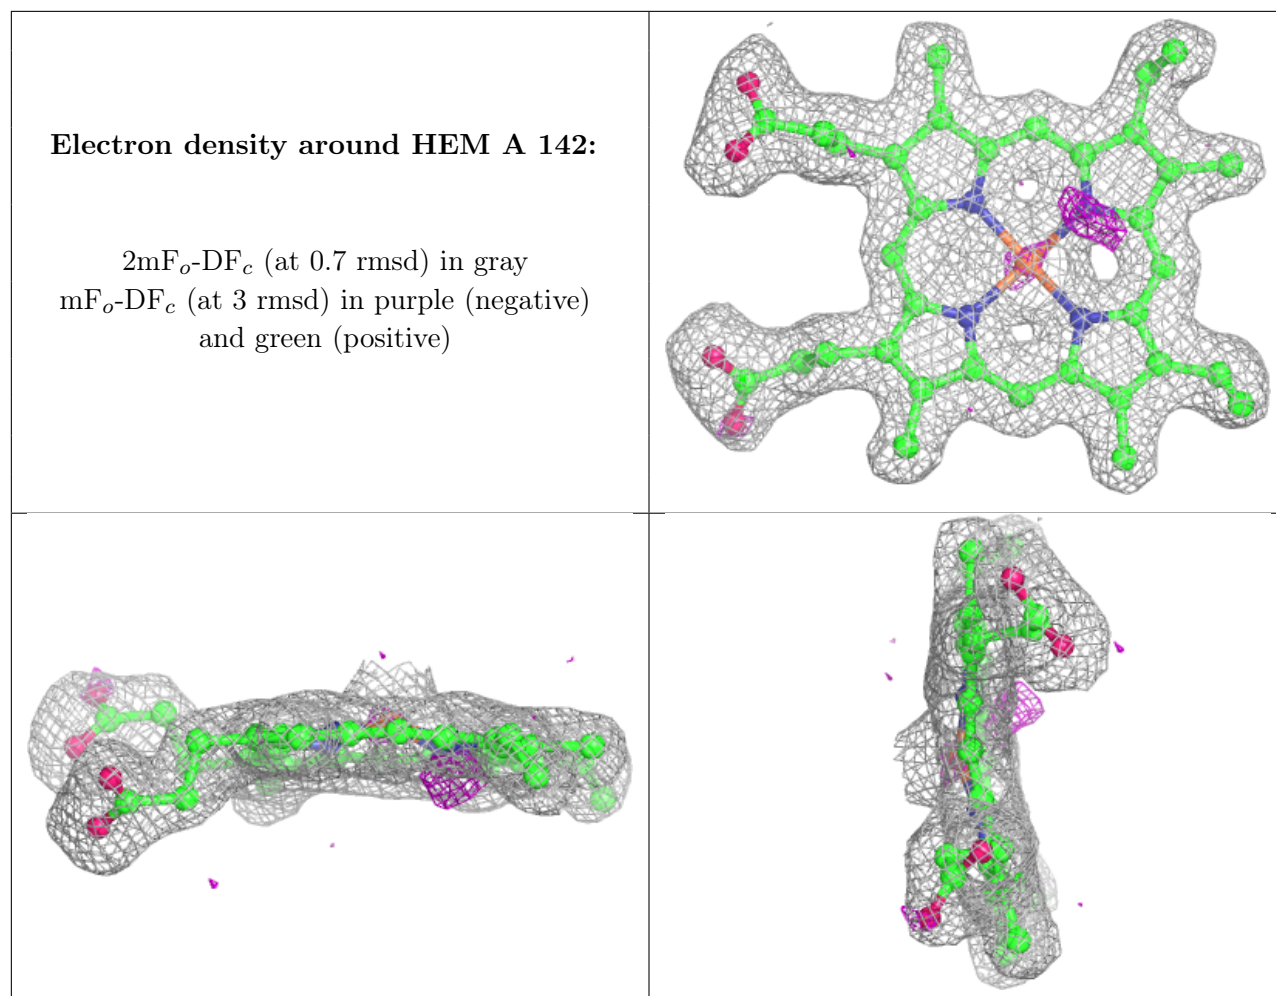 Electron density around HEM A 142:
2mFo-DFc (at 0.7 rmsd) in gray
mFo-DFc (at 3 rmsd) in purple (negative)
and green (positive)